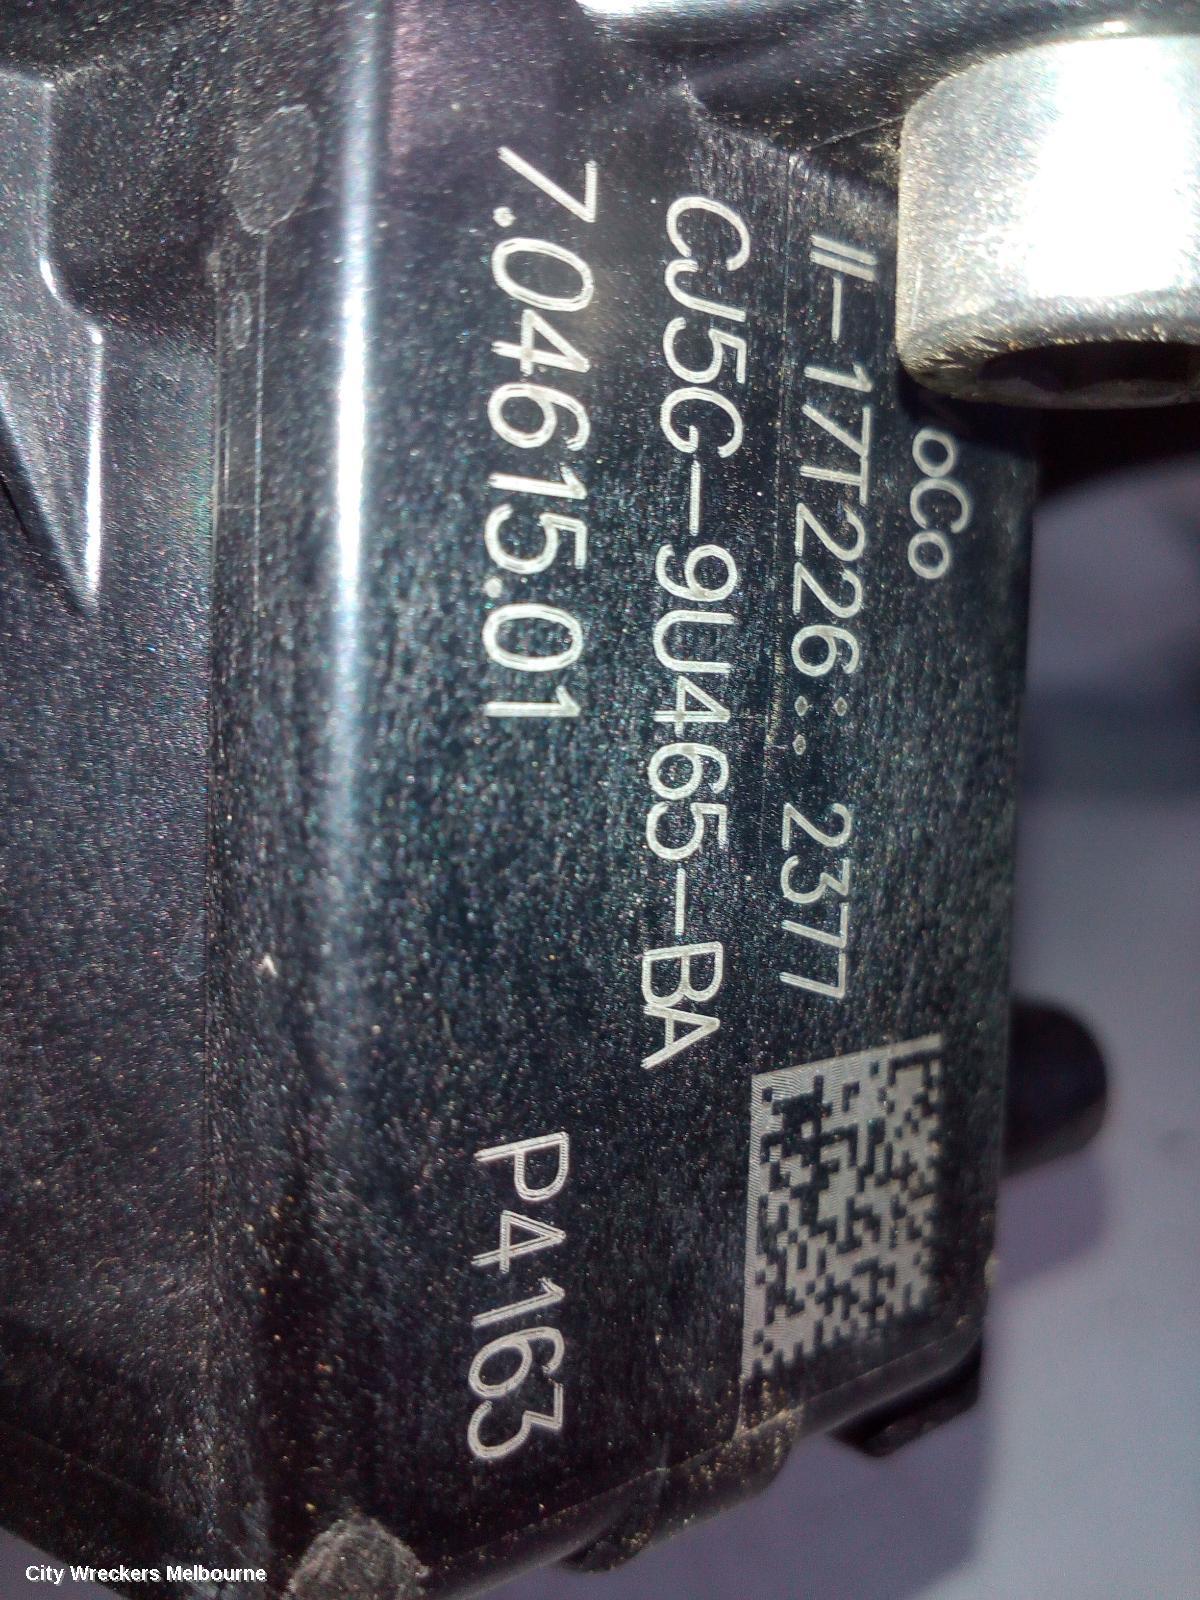 oCo
II-17T226:. 2377
CJ5G-9U465-BA
7.04615.01
P4163
City Wreckers Melbourne